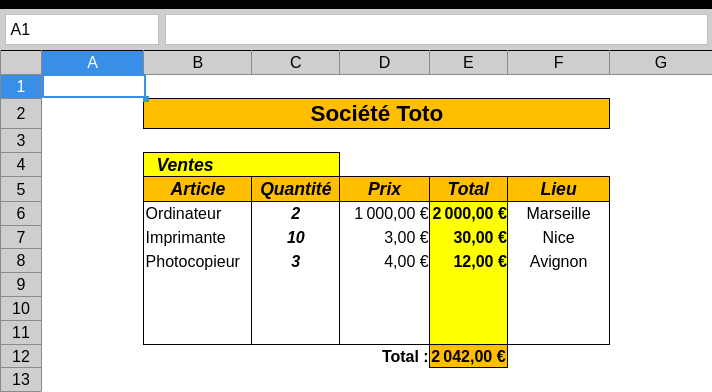 A1
A B C D E F G
1
2 Société Toto
3
4 Ventes
5 Article Quantité Prix Total Lieu
6 Ordinateur 2 1 000,00 € 2 000,00 € Marseille
7 Imprimante 10 3,00 € 30,00 € Nice
8 Photocopieur 3 4,00 € 12,00 € Avignon
9
10
11
12 Total : 2 042,00 €
13